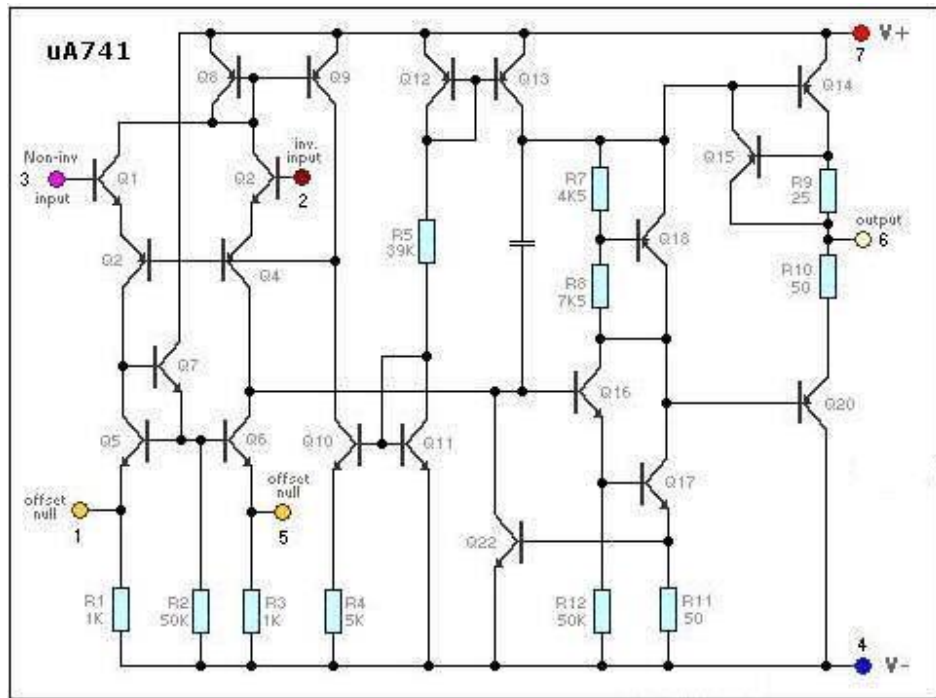 uA741
7 V+
Q8
Q9
Q12
Q13
Q14
Q15
Non-inv
3
input
Q1
inv.
input
Q2
2
R7
4K5
R9
25
output
6
R5
39K
Q18
Q2
Q4
R8
7K5
R10
50
Q7
Q16
Q20
Q5
Q6
Q10
Q11
offset
null
1
offset
null
5
Q17
Q22
R1
1K
R2
50K
R3
1K
R4
5K
R12
50K
R11
50
4
V-